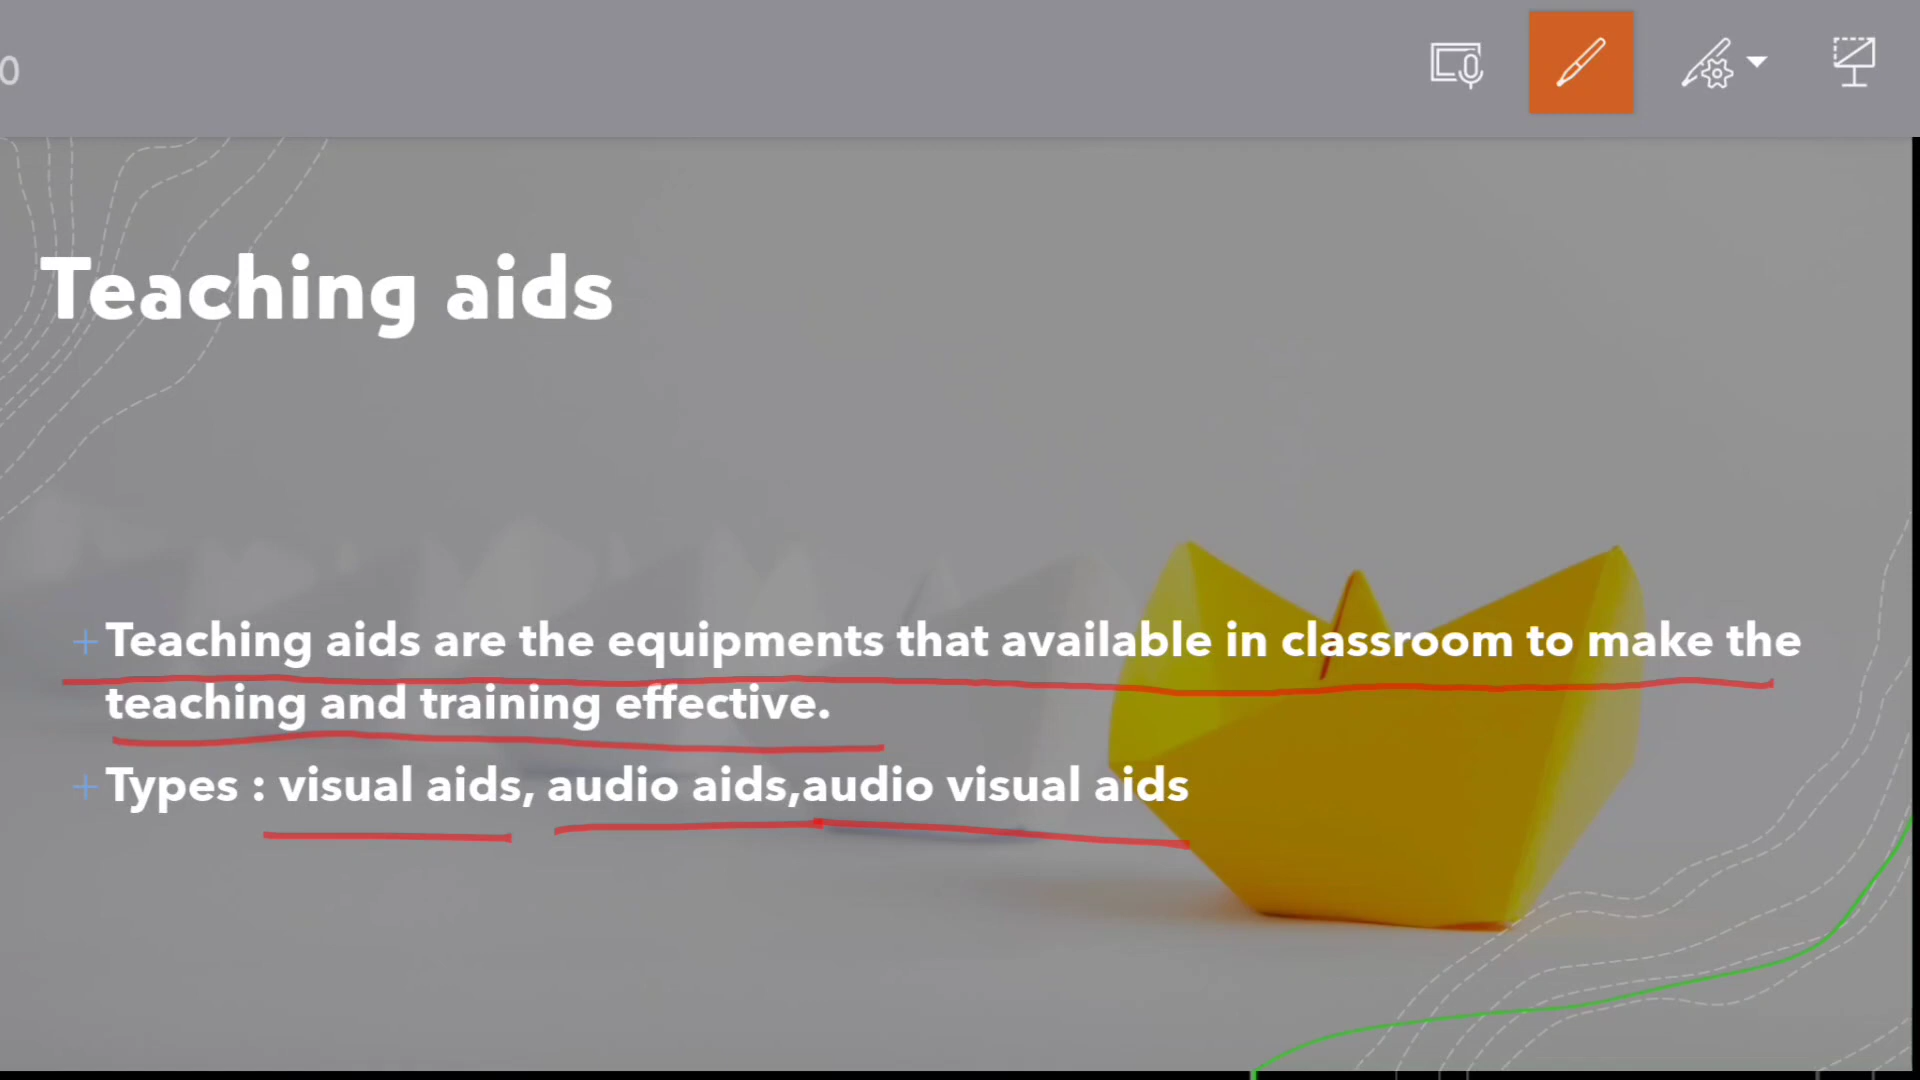 0
Teaching aids
Teaching aids are the equipments that available in classroom to make the
teaching and training effective.
Types : visual aids, audio aids,audio visual aids